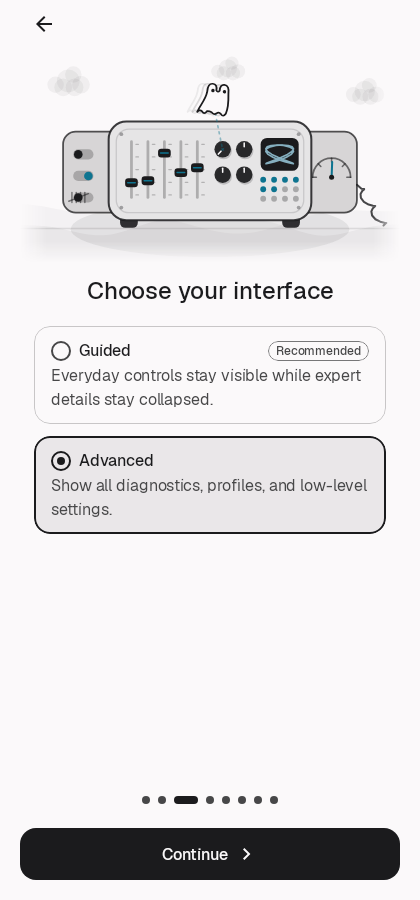 Choose your interface
Guided
Recommended
Everyday controls stay visible while expert
details stay collapsed.
Advanced
Show all diagnostics, profiles, and low-level
settings.
Continue